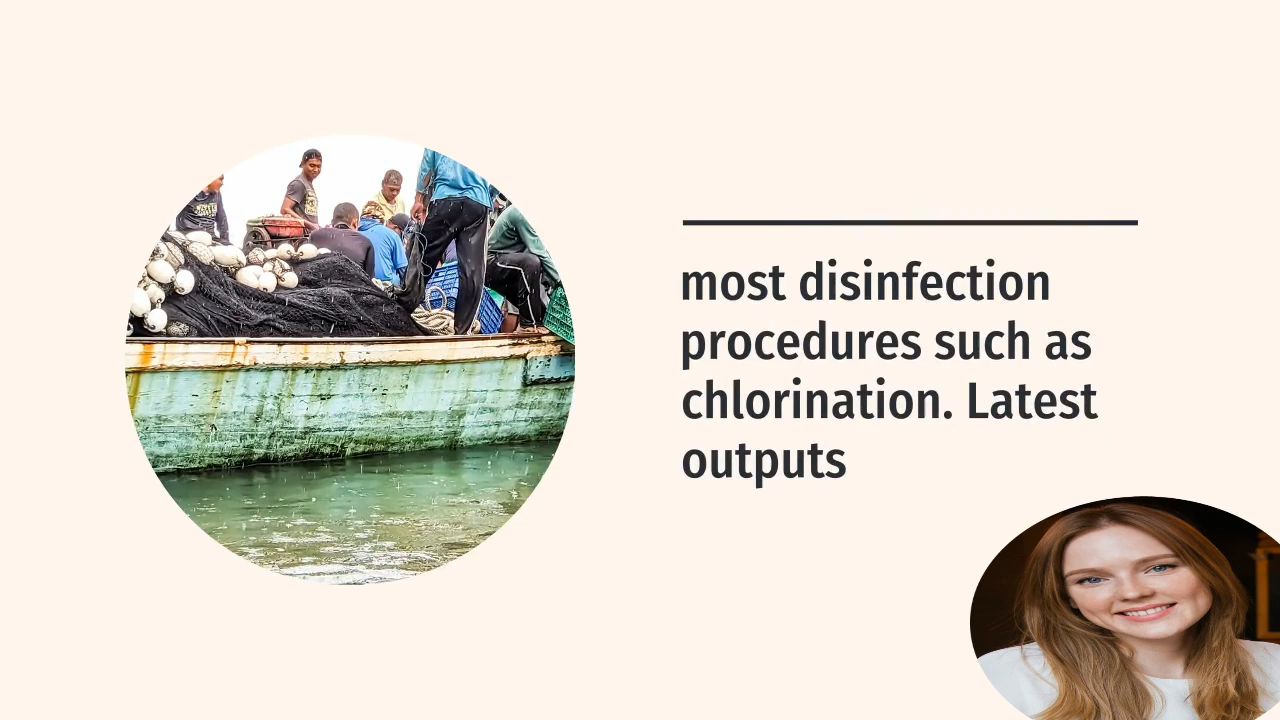 most disinfection
procedures such as
chlorination. Latest
outputs